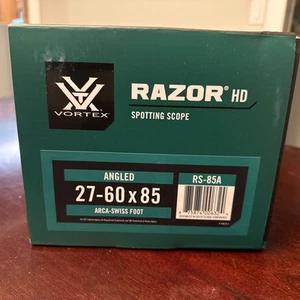 RAZOR® HD
VORTEX®
SPOTTING SCOPE
ANGLED
RS-85A
27-60 x 85
ARCA-SWISS FOOT